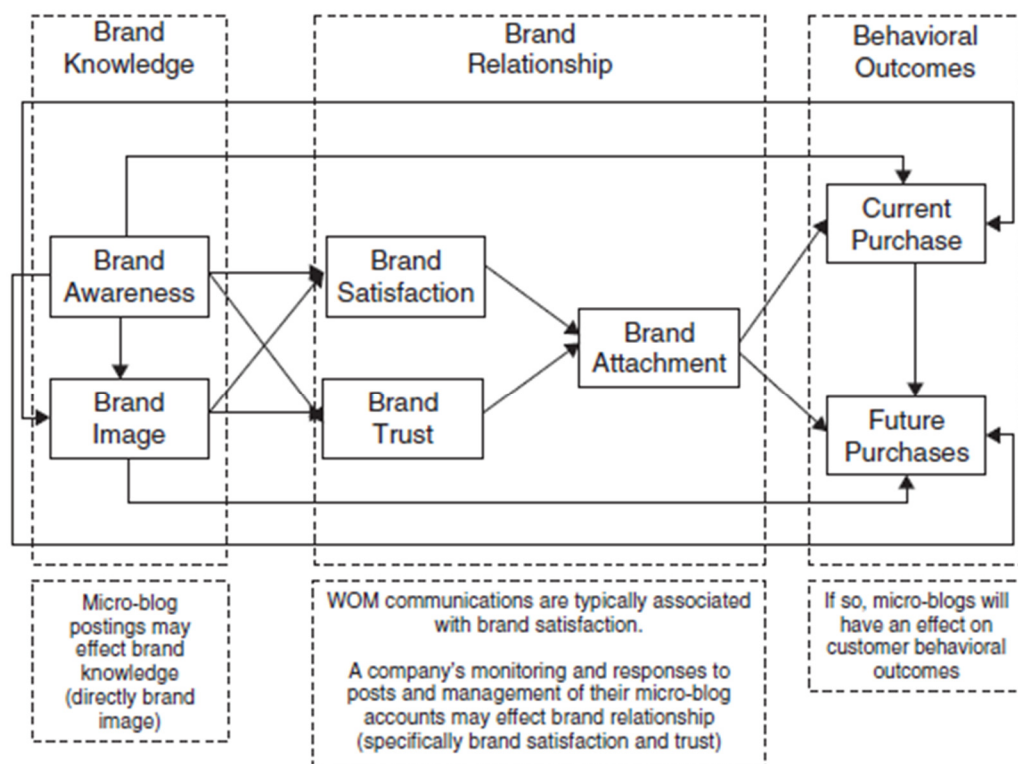 Brand
Knowledge
Brand
Relationship
Behavioral
Outcomes
Brand
Awareness
Brand
Image
Brand
Satisfaction
Brand
Trust
Brand
Attachment
Current
Purchase
Future
Purchases
Micro-blog
postings may
effect brand
knowledge
(directly brand
image)
WOM communications are typically associated
with brand satisfaction.
A company's monitoring and responses to
posts and management of their micro-blog
accounts may effect brand relationship
(specifically brand satisfaction and trust)
If so, micro-blogs will
have an effect on
customer behavioral
outcomes